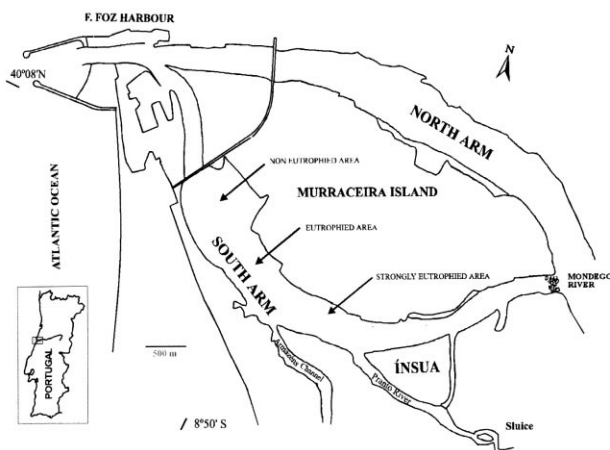 F. FOZ HARBOUR
N
40°08'N
NORTH ARM
NON EUTROPHIED AREA
MURRACEIRA ISLAND
ATLANTIC OCEAN
EUTROPHIED AREA
SOUTH ARM
STRONGLY EUTROPHIED AREA
MONDEGO
RIVER
PORTUGAL
500 m
ÍNSUA
Pranto River
Channel
8°50' S
Sluice